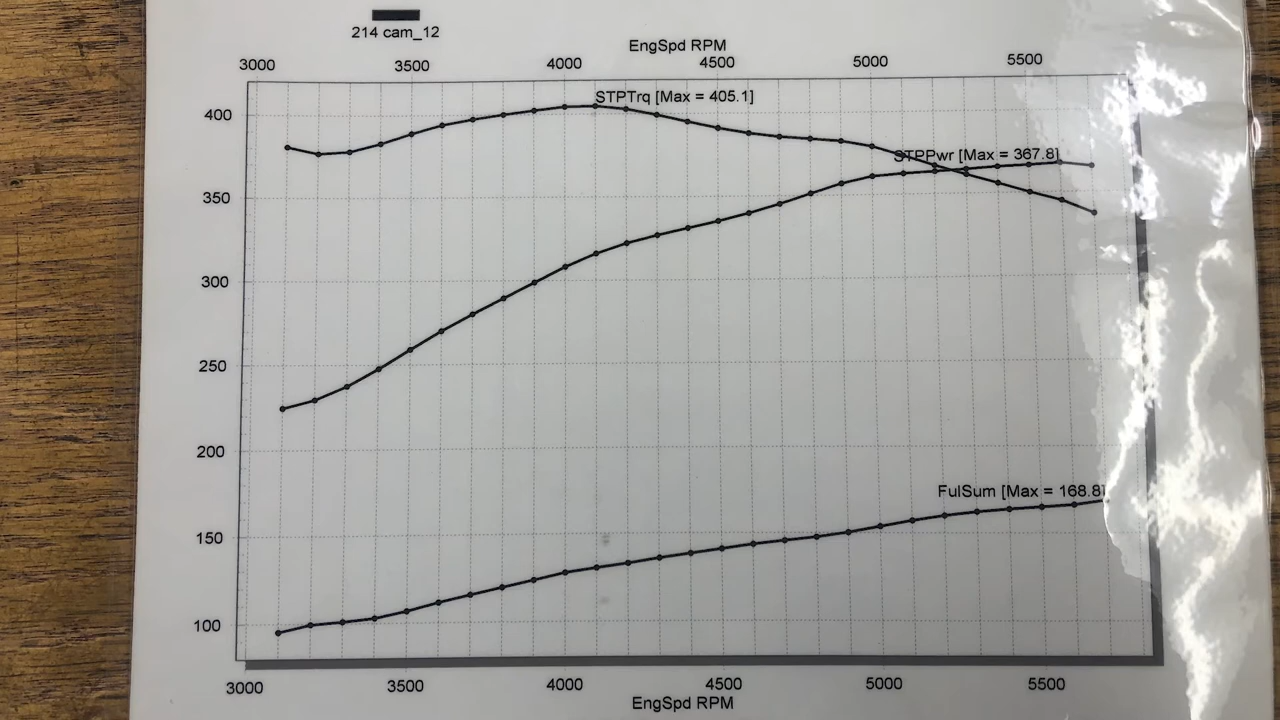 214 cam_12
EngSpd RPM
3000 3500 4000 4500 5000 5500
STPTrq [Max = 405.1]
400
STPPwr [Max = 367.8]
350
300
250
200
FulSum [Max = 168.8]
150
100
3000 3500 4000 4500 5000 5500
EngSpd RPM